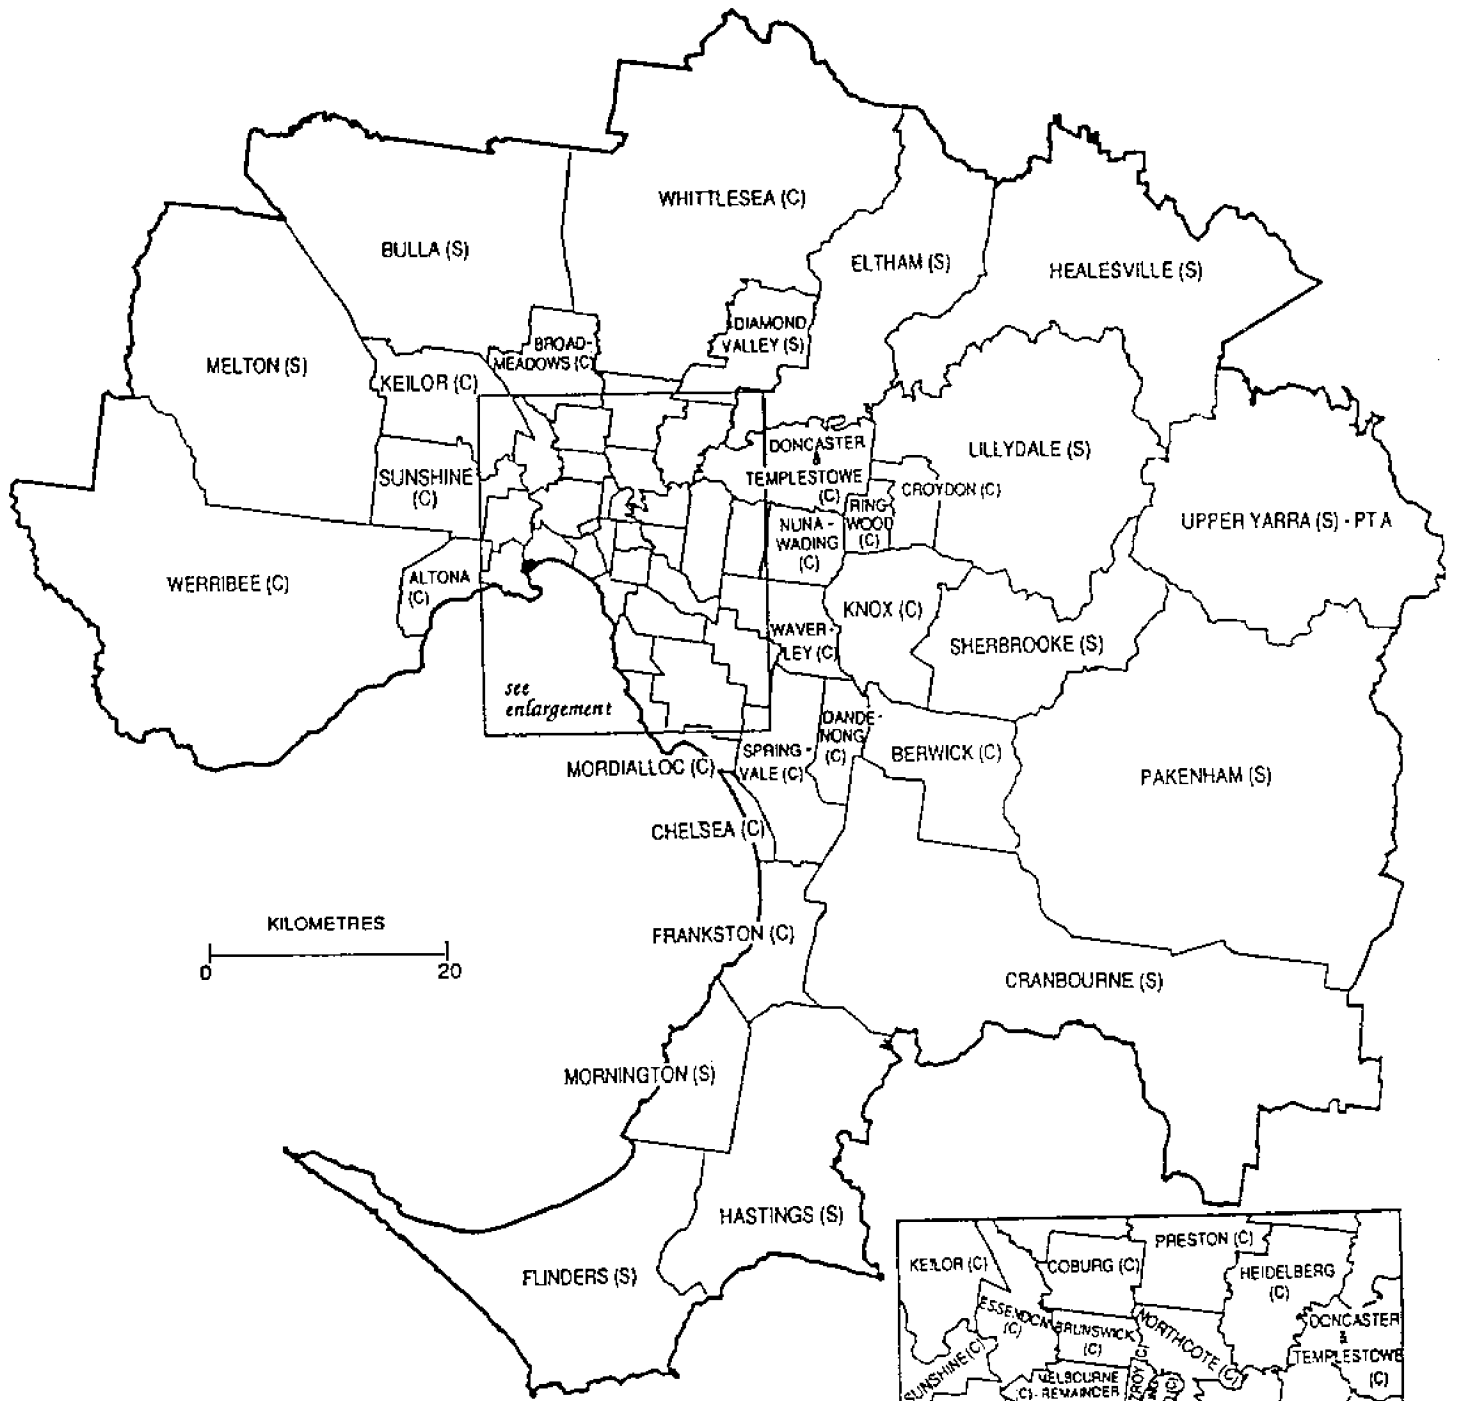 WHITTLESEA (C)
BULLA (S)
ELTHAM (S)
HEALESVILLE (S)
DIAMOND
VALLEY (S)
BROAD-
MEADOWS (C)
MELTON (S)
KEILOR (C)
DONCASTER
&
TEMPLESTOWE
(C)
LILLYDALE (S)
SUNSHINE
(C)
CROYDON (C)
RING-
WOOD
(C)
NUNA-
WADING
(C)
UPPER YARRA (S) - PT A
WERRIBEE (C)
ALTONA
(C)
KNOX (C)
WAVER-
LEY (C)
SHERBROOKE (S)
see
enlargement
DANDE-
NONG
(C)
SPRING-
VALE (C)
BERWICK (C)
MORDIALLOC (C)
PAKENHAM (S)
CHELSEA (C)
KILOMETRES
0 20
FRANKSTON (C)
CRANBOURNE (S)
MORNINGTON (S)
HASTINGS (S)
FLINDERS (S)
PRESTON (C)
KEILOR (C)
COBURG (C)
HEIDELBERG
(C)
ESSENDON
(C)
BRUNSWICK
(C)
NORTHCOTE (C)
DONCASTER
&
TEMPLESTOWE
(C)
SUNSHINE (C)
MELBOURNE
(C) - REMAINDER